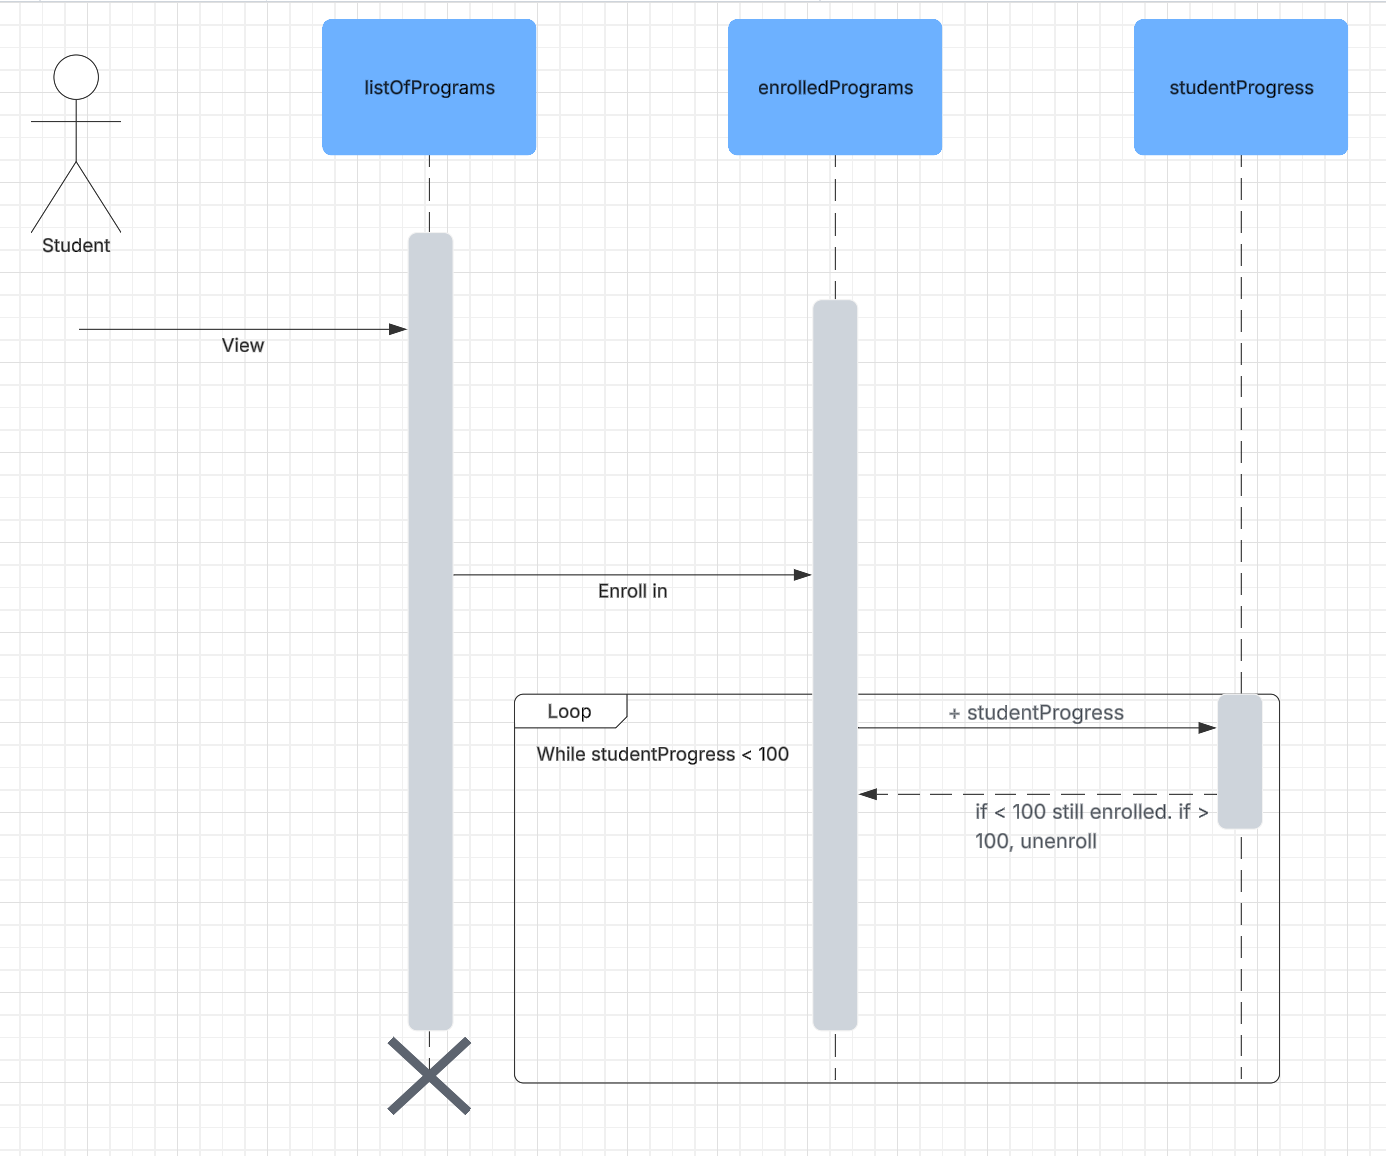 listOfPrograms
enrolledPrograms
studentProgress
Student
View
Enroll in
Loop
+ studentProgress
While studentProgress < 100
if < 100 still enrolled. if >
100, unenroll